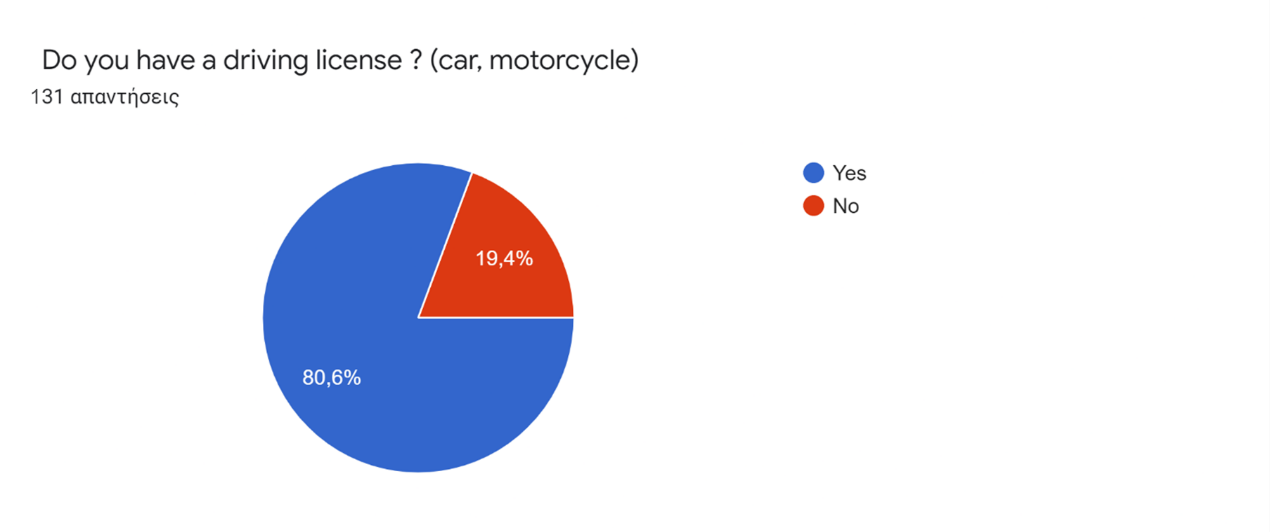 Do you have a driving license ? (car, motorcycle)
131 απαντήσεις
Yes
No
19,4%
80,6%